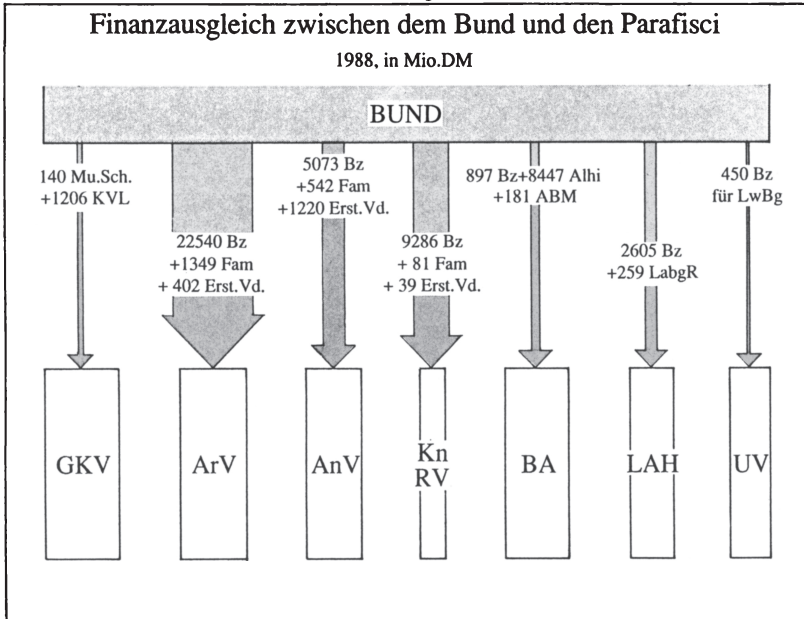 Finanzausgleich zwischen dem Bund und den Parafisci
1988, in Mio.DM
BUND
140 Mu.Sch.
+1206 KVL
22540 Bz
+1349 Fam
+ 402 Erst.Vd.
5073 Bz
+542 Fam
+1220 Erst.Vd.
9286 Bz
+ 81 Fam
+ 39 Erst.Vd.
897 Bz+8447 Alhi
+181 ABM
2605 Bz
+259 LabgR
450 Bz
für LwBg
GKV
ArV
AnV
Kn
RV
BA
LAH
UV